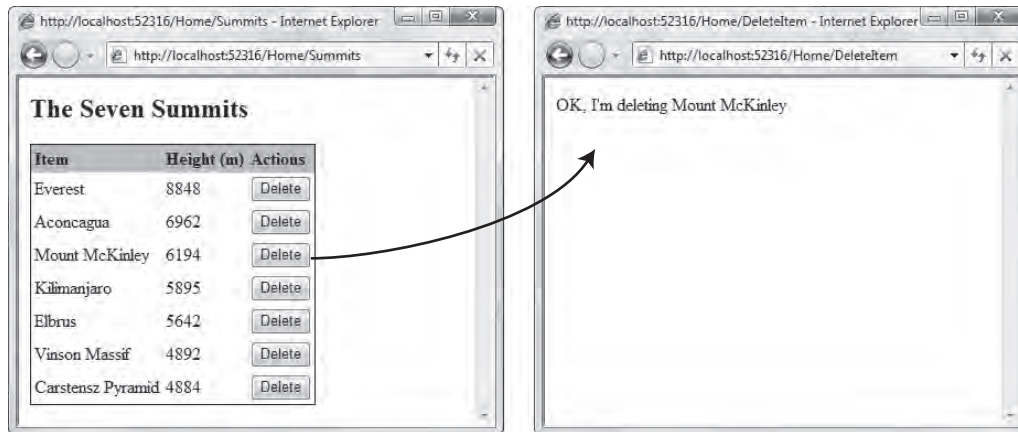 http://localhost:52316/Home/Summits - Internet Explorer
http://localhost:52316/Home/Summits
The Seven Summits
Item Height (m) Actions
Everest 8848 Delete
Aconcagua 6962 Delete
Mount McKinley 6194 Delete
Kilimanjaro 5895 Delete
Elbrus 5642 Delete
Vinson Massif 4892 Delete
Carstensz Pyramid 4884 Delete
http://localhost:52316/Home/DeleteItem - Internet Explorer
http://localhost:52316/Home/DeleteItem
OK, I'm deleting Mount McKinley